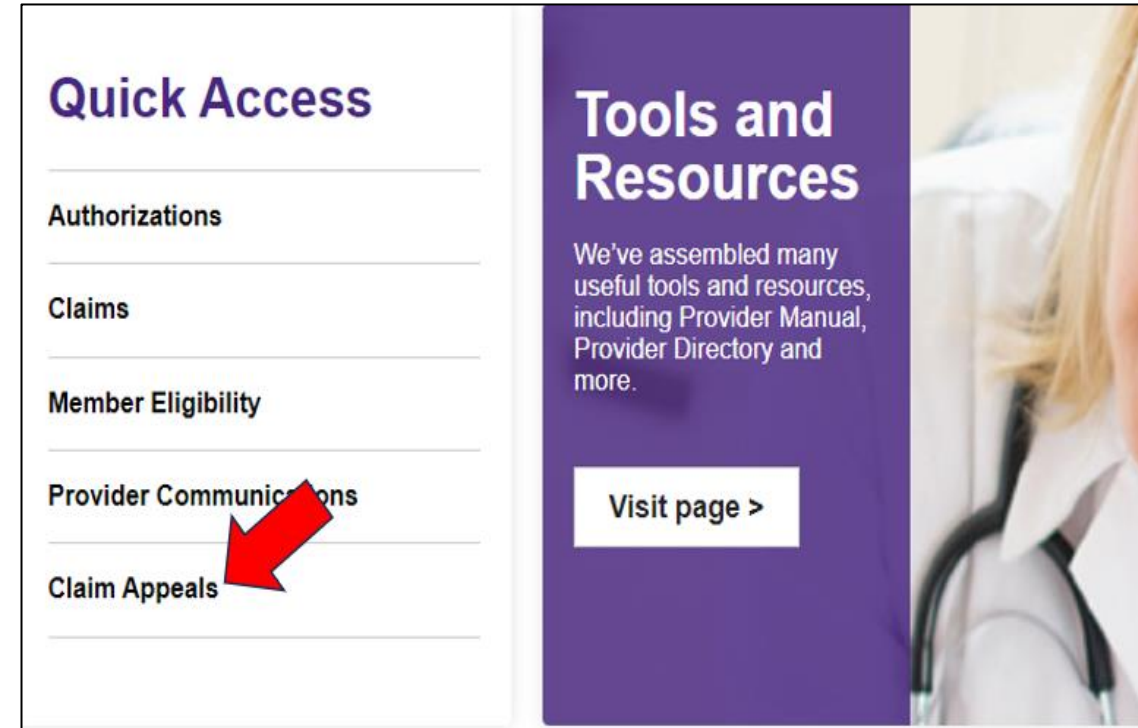 Quick Access
Authorizations
Claims
Member Eligibility
Provider Communications
Claim Appeals
Tools and
Resources
We've assembled many
useful tools and resources,
including Provider Manual,
Provider Directory and
more.
Visit page >